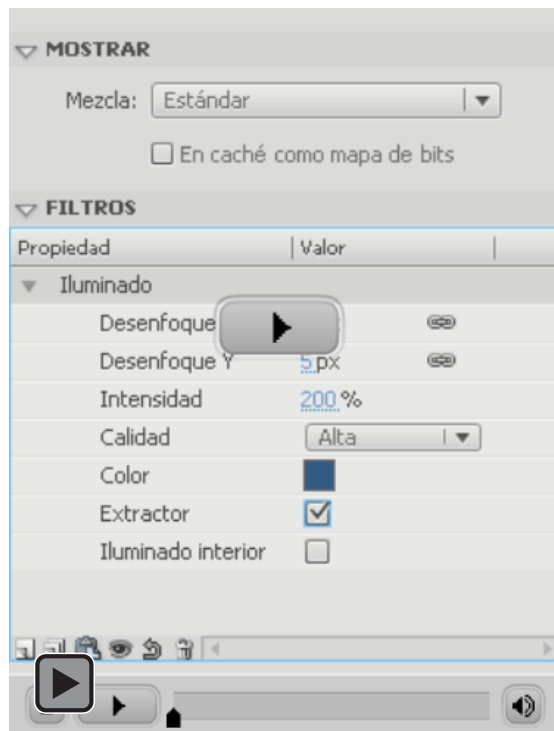 MOSTRAR
Mezcla: Estándar
En caché como mapa de bits
FILTROS
Propiedad Valor
Iluminado
Desenfoque
Desenfoque Y 5 px
Intensidad 200 %
Calidad Alta
Color
Extractor
Iluminado interior